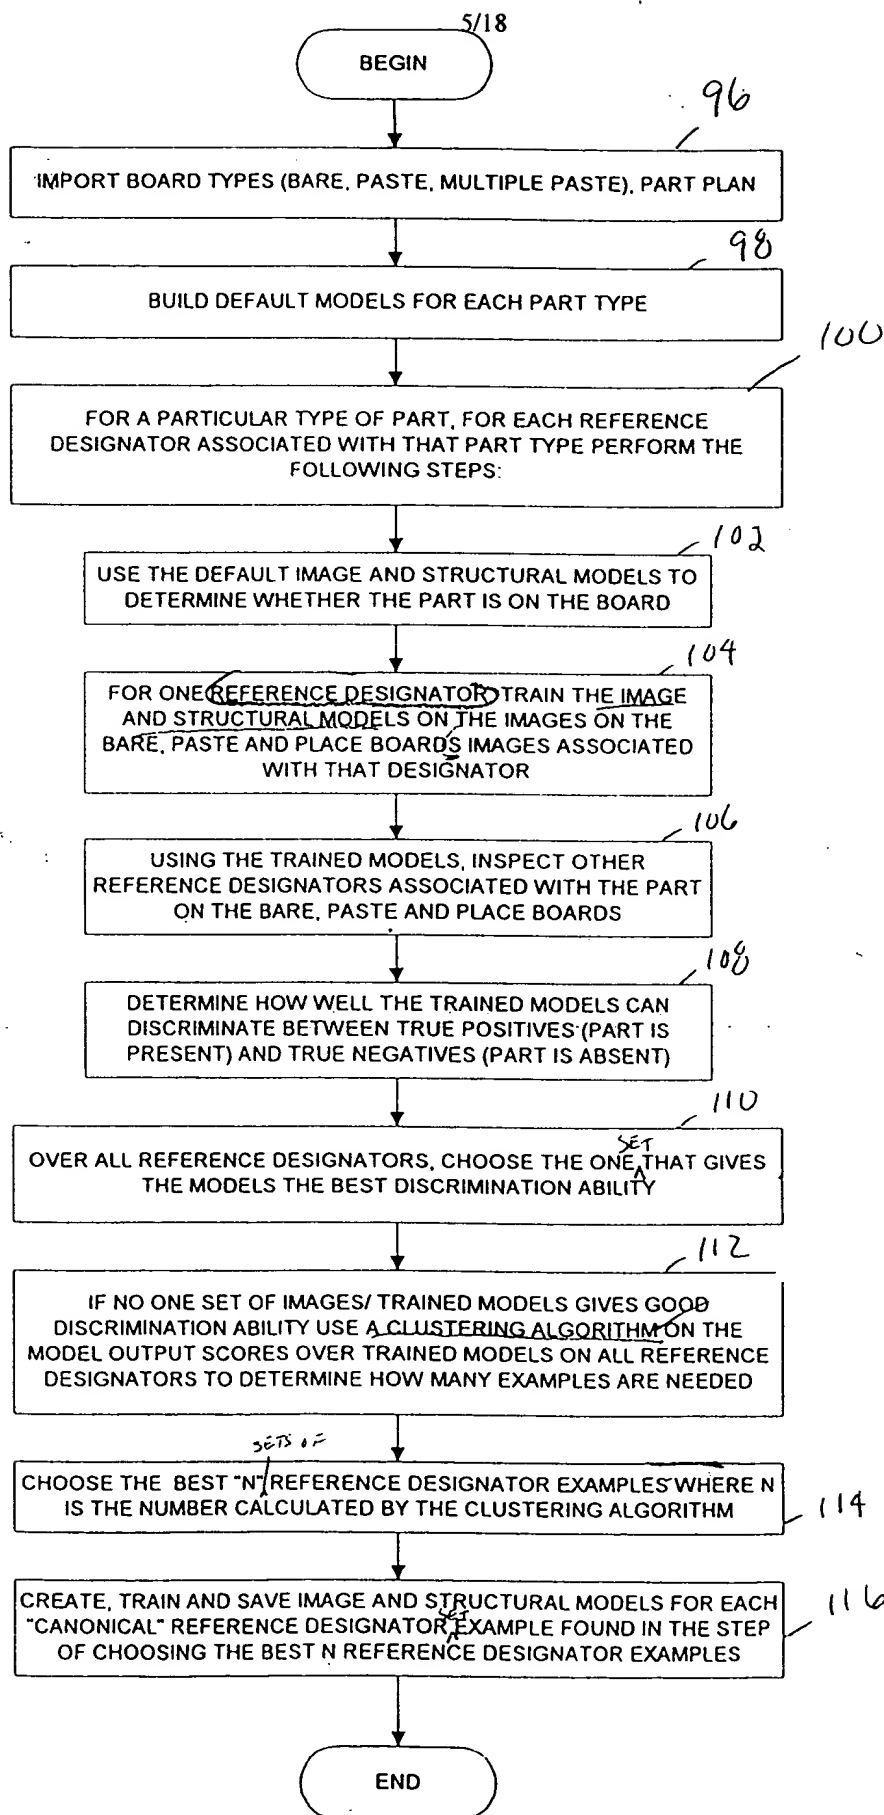 5/18
BEGIN
96
IMPORT BOARD TYPES (BARE, PASTE, MULTIPLE PASTE), PART PLAN
98
BUILD DEFAULT MODELS FOR EACH PART TYPE
100
FOR A PARTICULAR TYPE OF PART, FOR EACH REFERENCE
DESIGNATOR ASSOCIATED WITH THAT PART TYPE PERFORM THE
FOLLOWING STEPS:
102
USE THE DEFAULT IMAGE AND STRUCTURAL MODELS TO
DETERMINE WHETHER THE PART IS ON THE BOARD
104
FOR ONE REFERENCE DESIGNATOR TRAIN THE IMAGE
AND STRUCTURAL MODELS ON THE IMAGES ON THE
BARE, PASTE AND PLACE BOARDS IMAGES ASSOCIATED
WITH THAT DESIGNATOR
106
USING THE TRAINED MODELS, INSPECT OTHER
REFERENCE DESIGNATORS ASSOCIATED WITH THE PART
ON THE BARE, PASTE AND PLACE BOARDS
108
DETERMINE HOW WELL THE TRAINED MODELS CAN
DISCRIMINATE BETWEEN TRUE POSITIVES (PART IS
PRESENT) AND TRUE NEGATIVES (PART IS ABSENT)
110
SET
OVER ALL REFERENCE DESIGNATORS, CHOOSE THE ONE THAT GIVES
THE MODELS THE BEST DISCRIMINATION ABILITY
112
IF NO ONE SET OF IMAGES/ TRAINED MODELS GIVES GOOD
DISCRIMINATION ABILITY USE A CLUSTERING ALGORITHM ON THE
MODEL OUTPUT SCORES OVER TRAINED MODELS ON ALL REFERENCE
DESIGNATORS TO DETERMINE HOW MANY EXAMPLES ARE NEEDED
SETS OF
CHOOSE THE BEST "N" REFERENCE DESIGNATOR EXAMPLES WHERE N
IS THE NUMBER CALCULATED BY THE CLUSTERING ALGORITHM
114
CREATE, TRAIN AND SAVE IMAGE AND STRUCTURAL MODELS FOR EACH
SET
"CANONICAL" REFERENCE DESIGNATOR EXAMPLE FOUND IN THE STEP
OF CHOOSING THE BEST N REFERENCE DESIGNATOR EXAMPLES
116
END